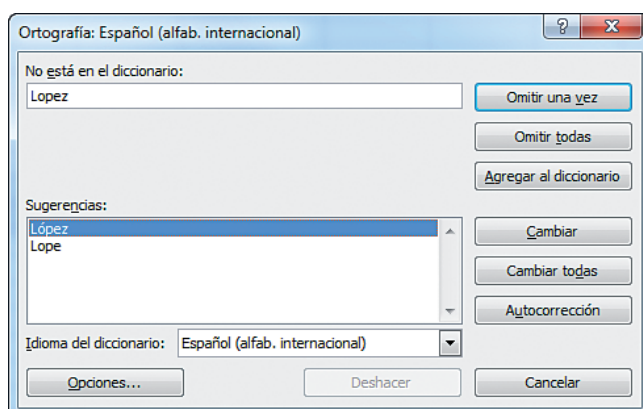 Ortografía: Español (alfab. internacional)
No está en el diccionario:
Lopez
Omitir una vez
Omitir todas
Agregar al diccionario
Sugerencias:
López
Lope
Cambiar
Cambiar todas
Autocorrección
Idioma del diccionario: Español (alfab. internacional)
Opciones... Deshacer Cancelar